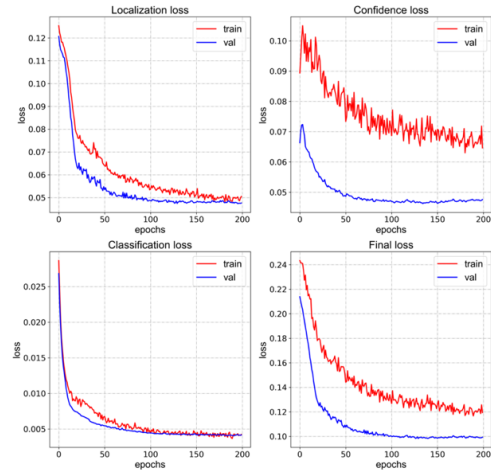 Localization loss
train
val
0.12
0.11
0.10
0.09
0.08
0.07
0.06
0.05
loss
0 50 100 150 200
epochs
Confidence loss
train
val
0.10
0.09
0.08
0.07
0.06
0.05
loss
0 50 100 150 200
epochs
Classification loss
train
val
0.025
0.020
0.015
0.010
0.005
loss
0 50 100 150 200
epochs
Final loss
train
val
0.24
0.22
0.20
0.18
0.16
0.14
0.12
0.10
loss
0 50 100 150 200
epochs